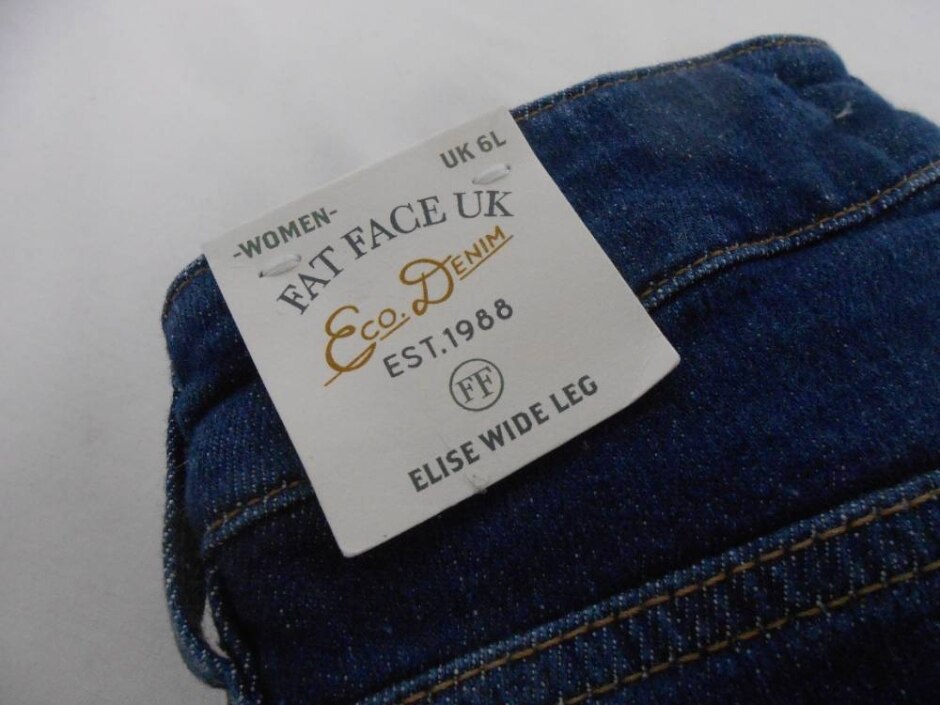 UK 6L
-WOMEN-
FAT FACE UK
Eco. Denim
EST.1988
FF
ELISE WIDE LEG